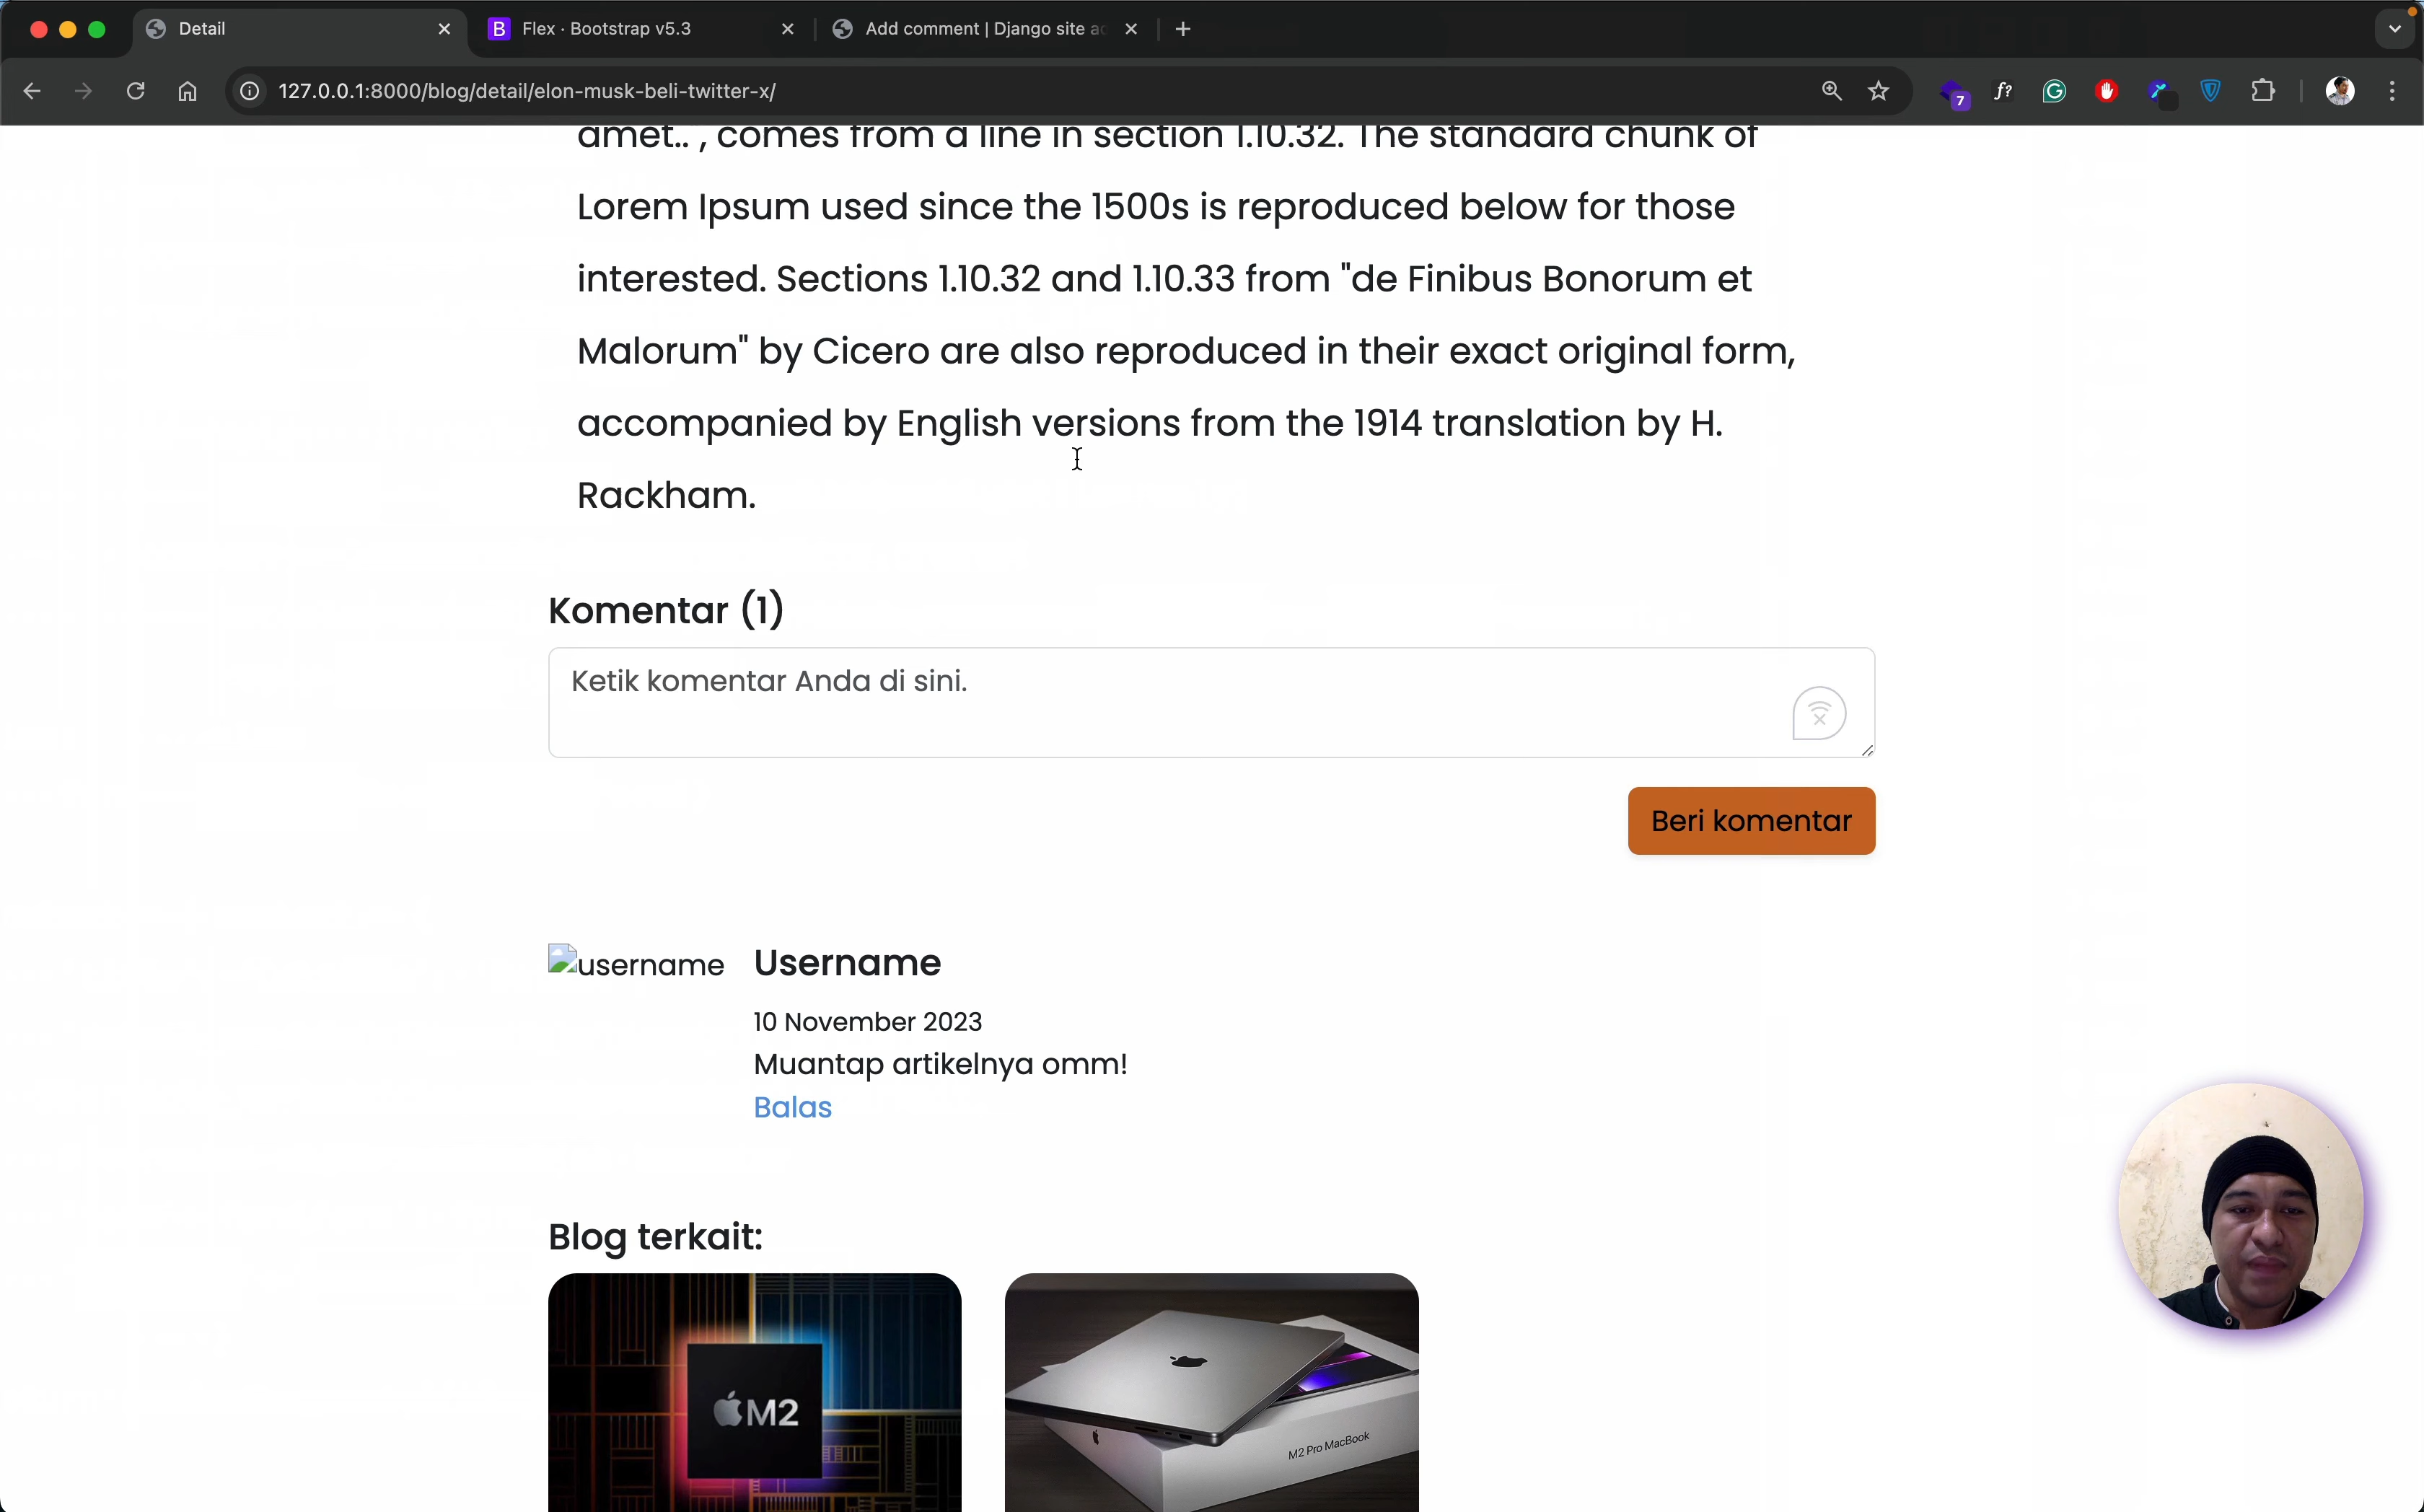 Detail
Flex · Bootstrap v5.3
Add comment | Django site ad
127.0.0.1:8000/blog/detail/elon-musk-beli-twitter-x/
7
f?
amet.. , comes from a line in section 1.10.32. The standard chunk of
Lorem Ipsum used since the 1500s is reproduced below for those
interested. Sections 1.10.32 and 1.10.33 from "de Finibus Bonorum et
Malorum" by Cicero are also reproduced in their exact original form,
accompanied by English versions from the 1914 translation by H.
Rackham.
Komentar (1)
Ketik komentar Anda di sini.
Beri komentar
username
Username
10 November 2023
Muantap artikelnya omm!
Balas
Blog terkait:
M2
M2 Pro MacBook